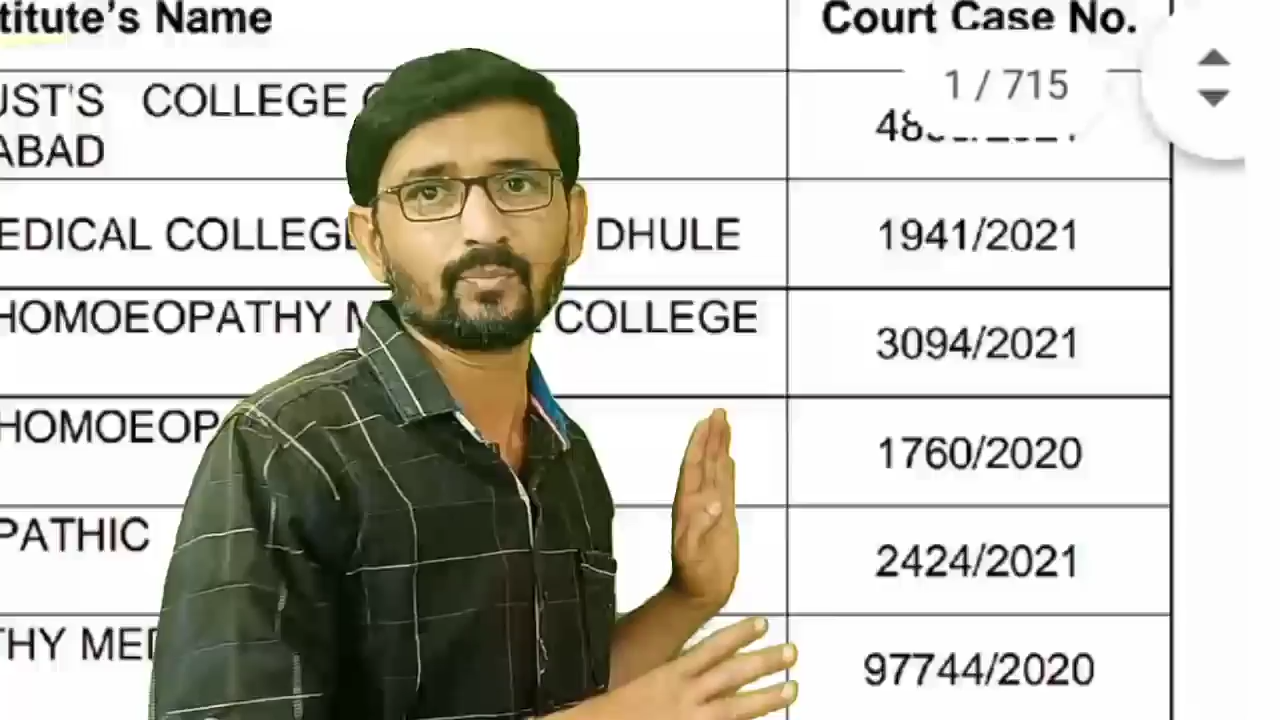 titute's Name Court Case No.
1 / 715
UST'S COLLEGE
ABAD
EDICAL COLLEGE DHULE 1941/2021
HOMOEOPATHY COLLEGE
3094/2021
HOMOEOP
1760/2020
PATHIC
2424/2021
THY MED
97744/2020